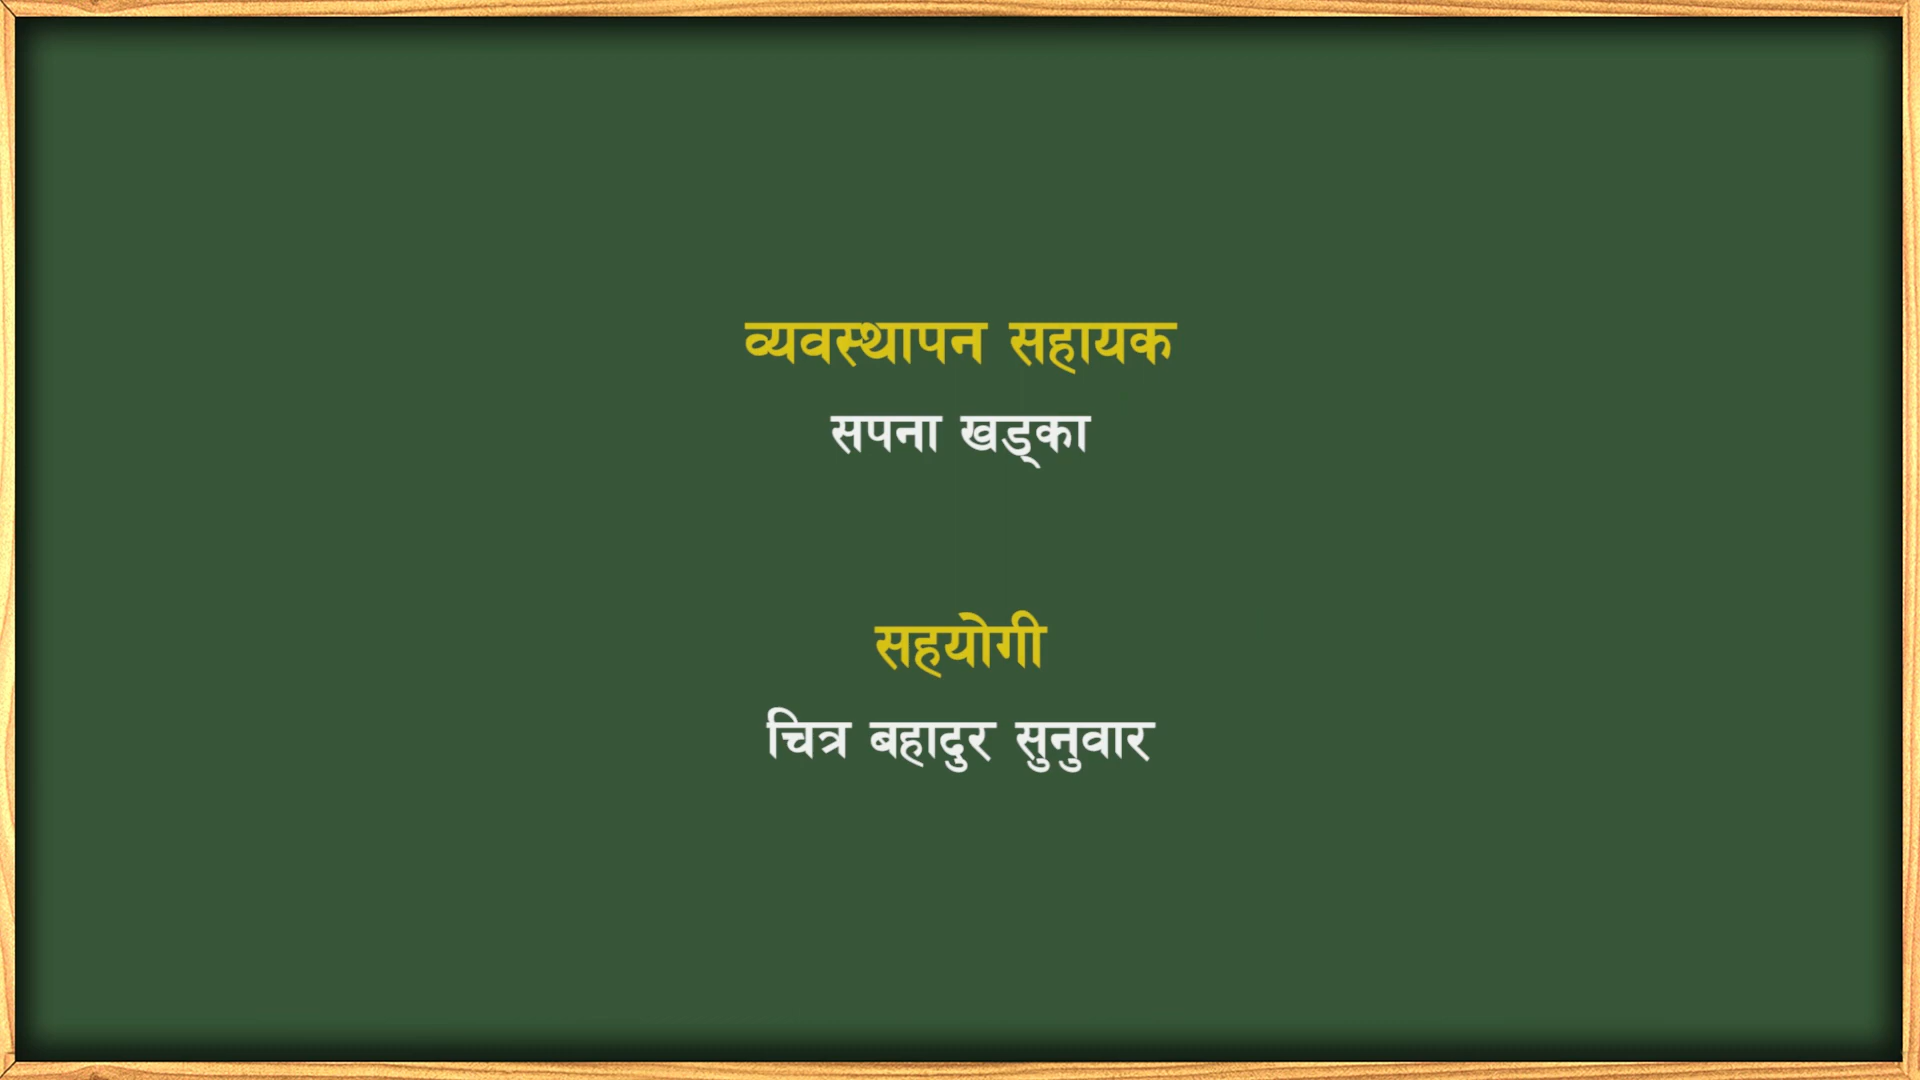 व्यवस्थापन सहायक
सपना खड्का
सहयोगी
चित्र बहादुर सुनुवार